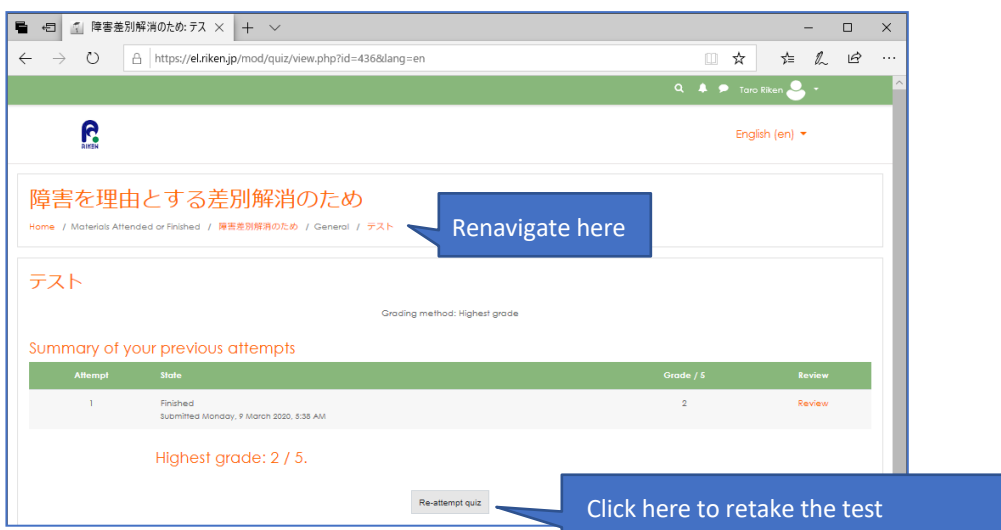 障害差別解消のため: テス
https://el.riken.jp/mod/quiz/view.php?id=436&lang=en
Taro Riken
RIKEN
English (en)
障害を理由とする差別解消のため
Home / Materials Attended or Finished / 障害差別解消のため / General / テスト
Renavigate here
テスト
Grading method: Highest grade
Summary of your previous attempts
Attempt State Grade / 5 Review
1 Finished 2 Review
Submitted Monday, 9 March 2020, 5:38 AM
Highest grade: 2 / 5.
Re-attempt quiz
Click here to retake the test